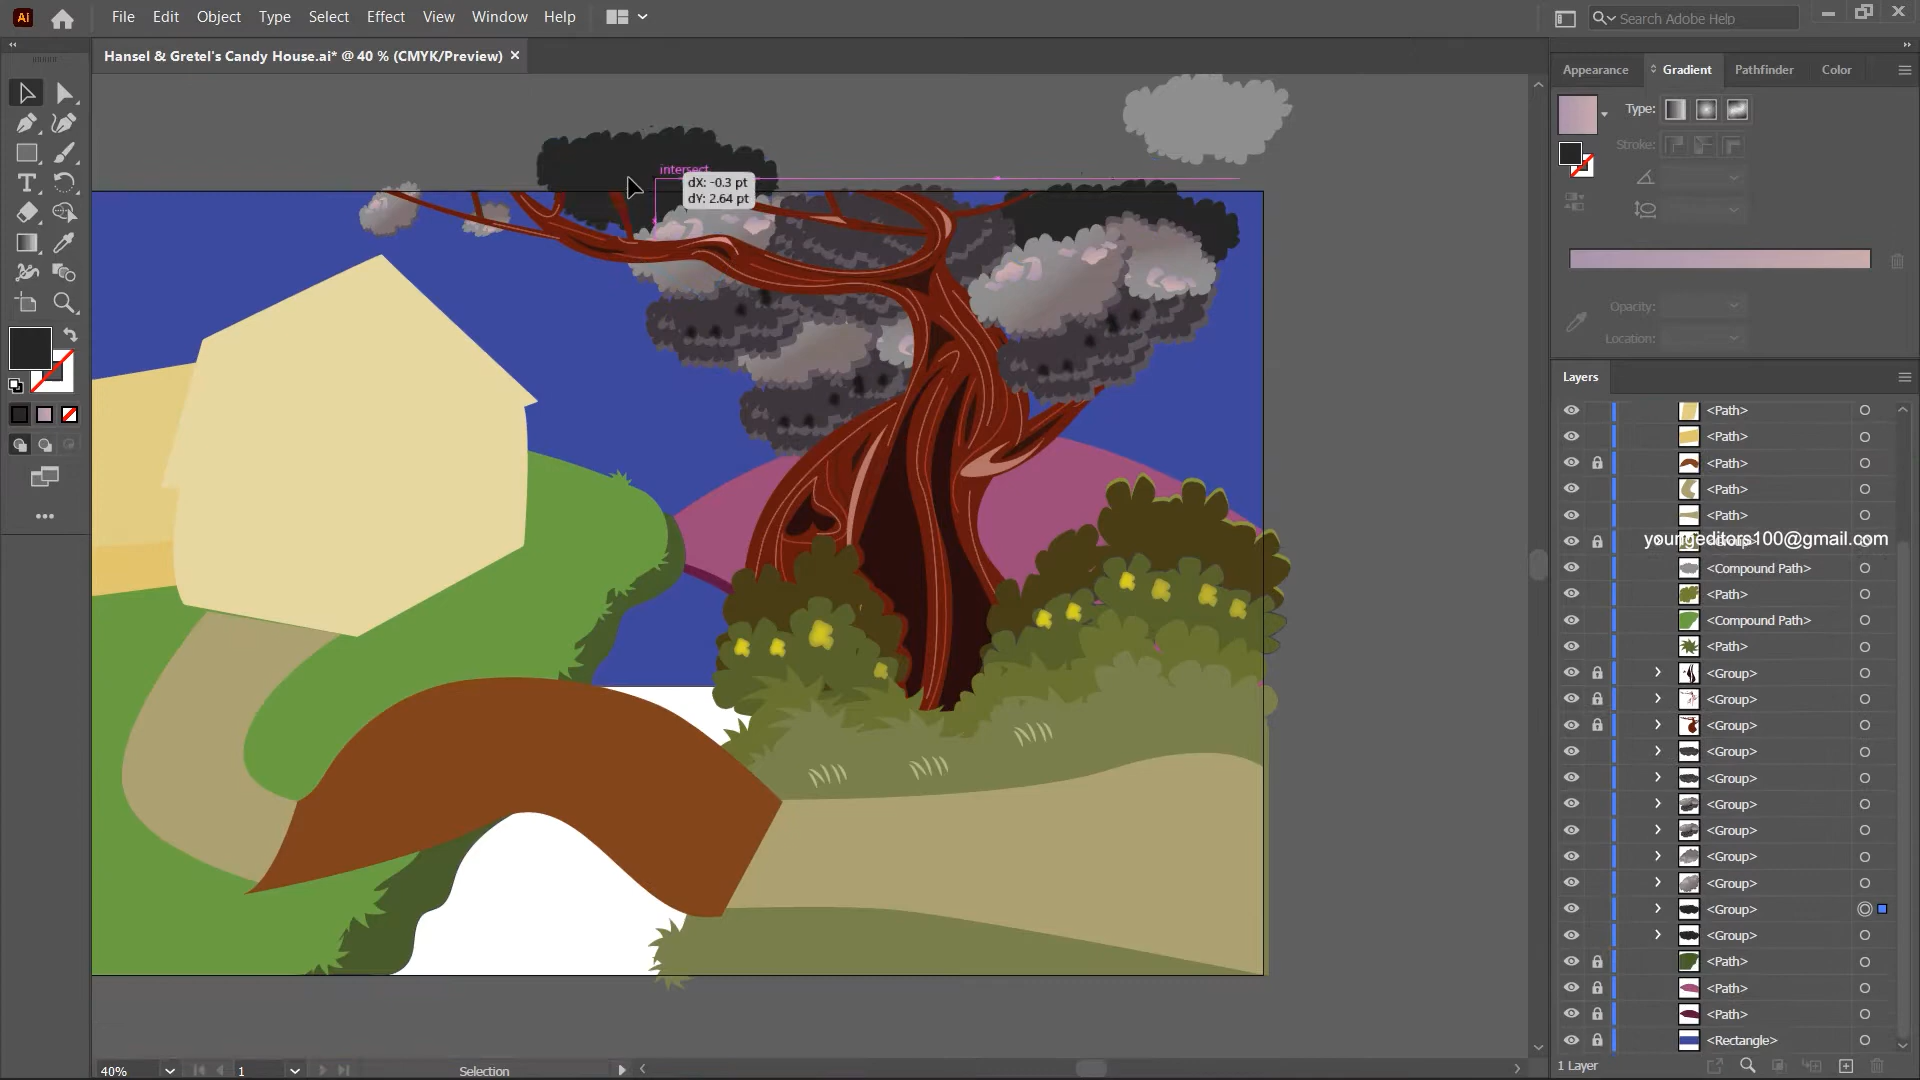 Ai File Edit Object Type Select Effect View Window Help Search Adobe Help
Hansel & Gretel's Candy House.ai* @ 40 % (CMYK/Preview) ×
Appearance Gradient Pathfinder Color
Type:
Stroke:
intersect
dX: -0.3 pt
dY: 2.64 pt
Opacity:
Location:
Layers
<Path>
<Path>
<Path>
<Path>
<Path>
youngeditors100@gmail.com
<Compound Path>
<Path>
<Compound Path>
<Path>
<Group>
<Group>
<Group>
<Group>
<Group>
<Group>
<Group>
<Group>
<Group>
<Group>
<Group>
<Path>
<Path>
<Path>
<Rectangle>
1 Layer
40% 1 Selection